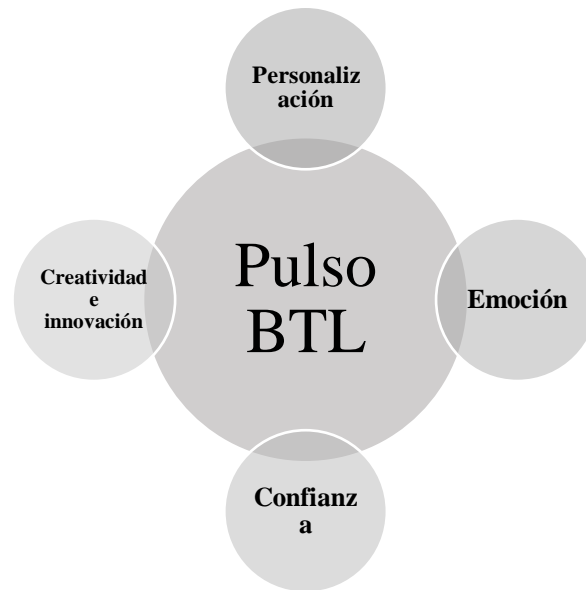 Personaliz
ación
Pulso
BTL
Creatividad
e
innovación
Emoción
Confianz
a